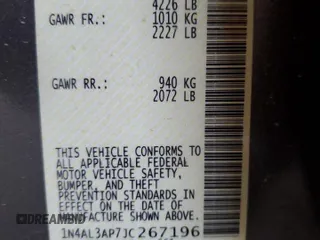 4226 LB
GAWR FR.: 1010 KG
2227 LB
GAWR RR.: 940 KG
2072 LB
THIS VEHICLE CONFORMS TO
ALL APPLICABLE FEDERAL
MOTOR VEHICLE SAFETY,
BUMPER, AND THEFT
PREVENTION STANDARDS IN
EFFECT ON THE DATE OF
MANUFACTURE SHOWN ABOVE.
1N4AL3AP7JC267196
DREAMBID